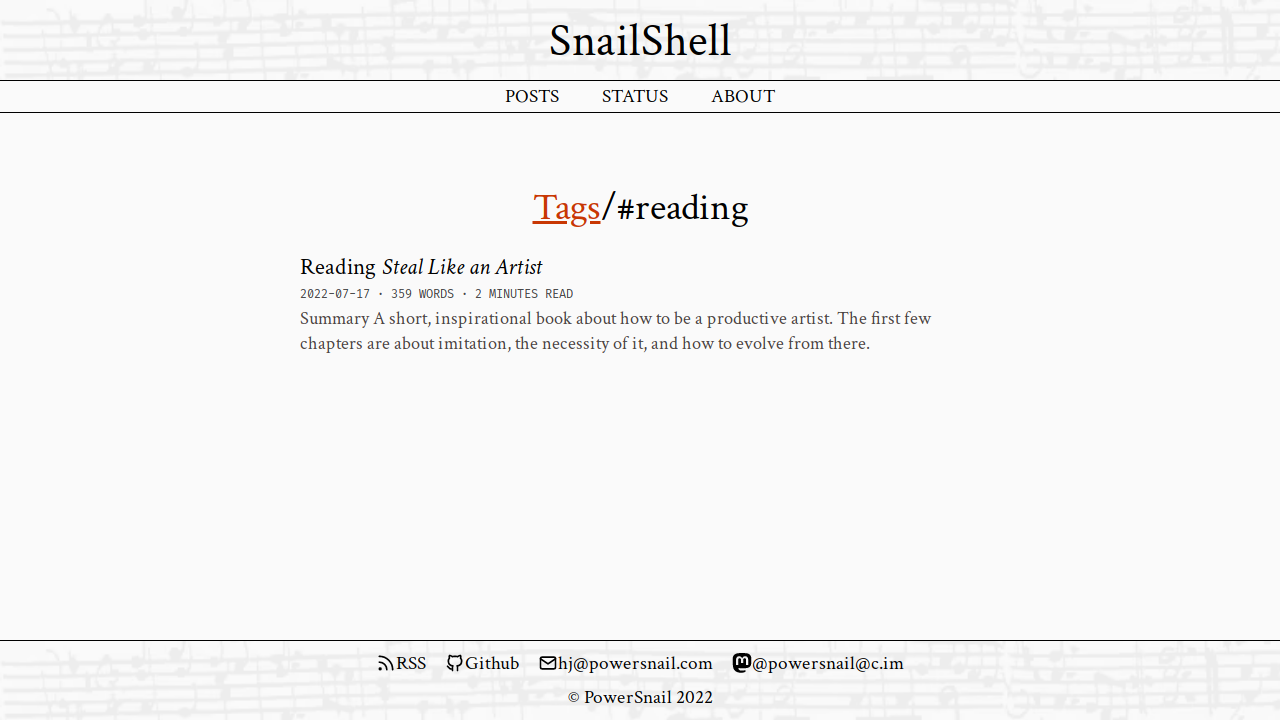 SnailShell
POSTS STATUS ABOUT
Tags/#reading
Reading Steal Like an Artist
2022-07-17 · 359 WORDS · 2 MINUTES READ
Summary A short, inspirational book about how to be a productive artist. The first few
chapters are about imitation, the necessity of it, and how to evolve from there.
RSS Github hj@powersnail.com @powersnail@c.im
© PowerSnail 2022